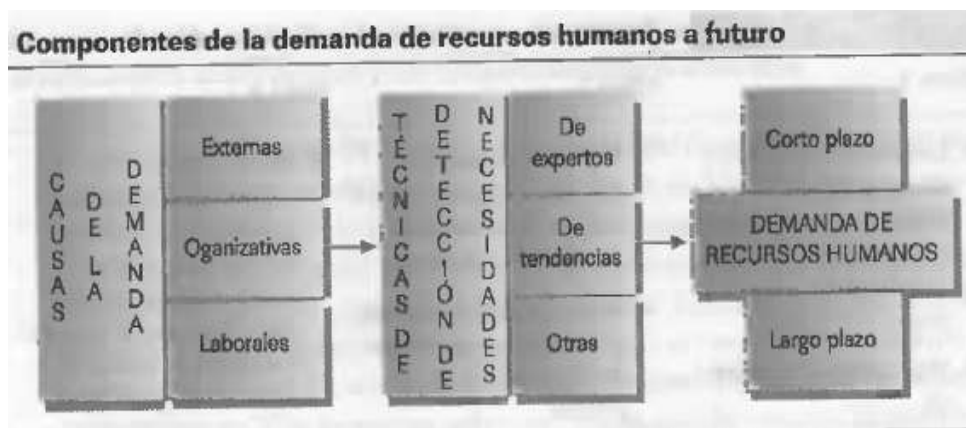 Componentes de la demanda de recursos humanos a futuro
CAUSAS
DE LA
DEMANDA
Externas
Oganizativas
Laborales
TÉCNICAS DE
DETECCIÓN DE
NECESIDADES
De
expertos
De
tendencias
Otras
Corto plazo
DEMANDA DE
RECURSOS HUMANOS
Largo plazo